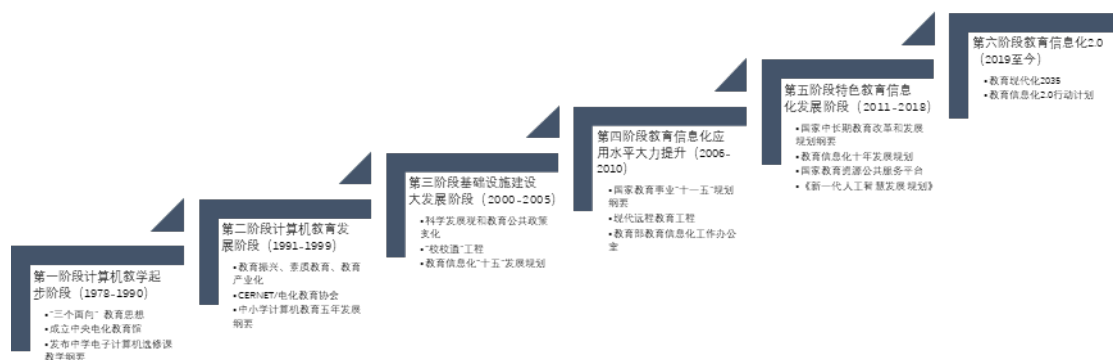 第一阶段计算机教学起
步阶段（1978-1990）
•“三个面向” 教育思想
•成立中央电化教育馆
•发布中学电子计算机选修课
教学纲要
第二阶段计算机教育发
展阶段（1991-1999）
•教育振兴、素质教育、教育
产业化
•CERNET/电化教育协会
•中小学计算机教育五年发展
纲要
第三阶段基础设施建设
大发展阶段（2000-2005）
•科学发展观和教育公共政策
变化
•“校校通”工程
•教育信息化“十五”发展规划
第四阶段教育信息化应
用水平大力提升（2006-
2010）
•国家教育事业“十一五”规划
纲要
•现代远程教育工程
•教育部教育信息化工作办公
室
第五阶段特色教育信息
化发展阶段（2011-2018）
•国家中长期教育改革和发展
规划纲要
•教育信息化十年发展规划
•国家教育资源公共服务平台
•《新一代人工智慧发展规划》
第六阶段教育信息化2.0
（2019至今）
•教育现代化2035
•教育信息化2.0行动计划